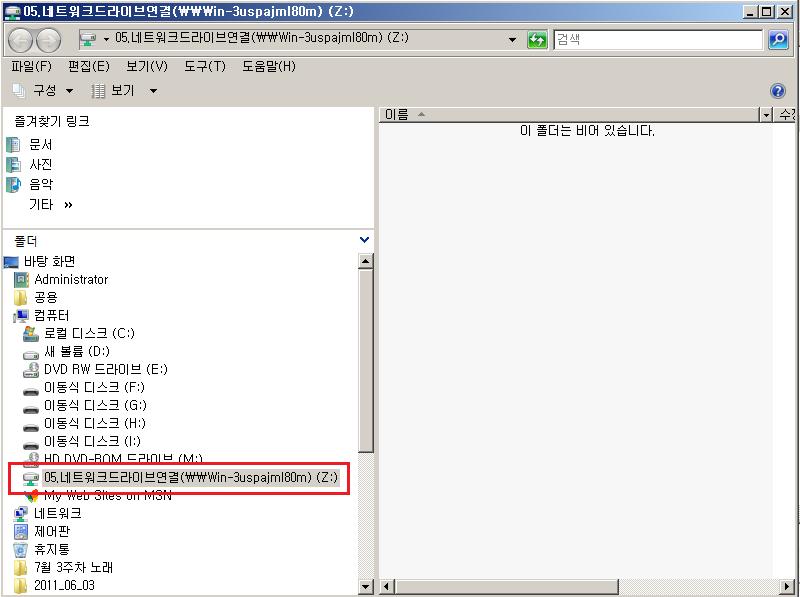 05.네트워크드라이브연결(₩₩Win-3uspajml80m) (Z:)
05.네트워크드라이브연결(₩₩Win-3uspajml80m) (Z:)
검색
파일(F) 편집(E) 보기(V) 도구(T) 도움말(H)
구성 보기
즐겨찾기 링크
문서
사진
음악
기타 »
폴더
바탕 화면
Administrator
공용
컴퓨터
로컬 디스크 (C:)
새 볼륨 (D:)
DVD RW 드라이브 (E:)
이동식 디스크 (F:)
이동식 디스크 (G:)
이동식 디스크 (H:)
이동식 디스크 (I:)
HD DVD-ROM 드라이브 (M:)
05.네트워크드라이브연결(₩₩Win-3uspajml80m) (Z:)
My Web Sites on MSN
네트워크
제어판
휴지통
7월 3주차 노래
2011_06_03
이름
이 폴더는 비어 있습니다.